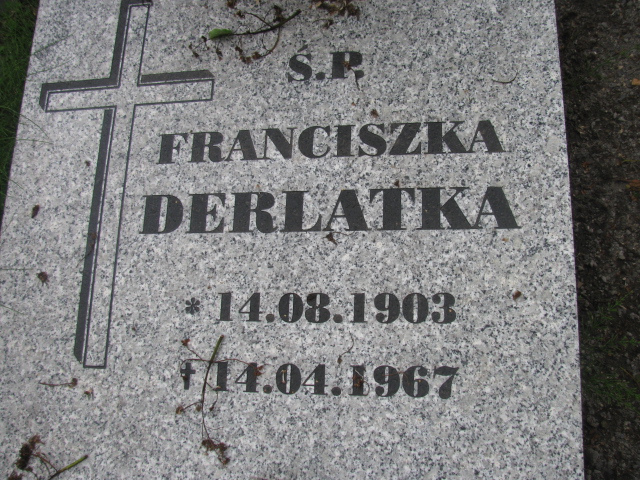 Ś.P.
FRANCISZKA
DERLATKA
* 14.08.1903
† 14.04.1967